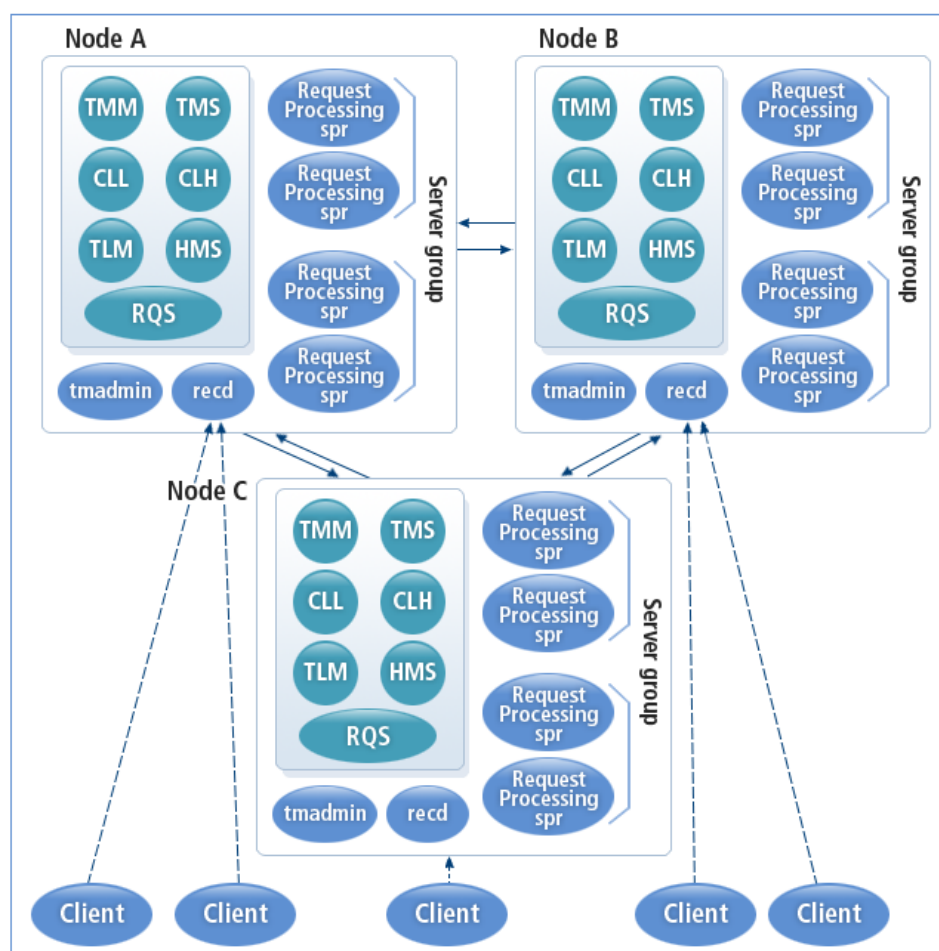 Node A
TMM
TMS
CLL
CLH
TLM
HMS
RQS
tmadmin
recd
Request
Processing
spr
Request
Processing
spr
Request
Processing
spr
Request
Processing
spr
Server group
Node B
TMM
TMS
CLL
CLH
TLM
HMS
RQS
tmadmin
recd
Request
Processing
spr
Request
Processing
spr
Request
Processing
spr
Request
Processing
spr
Server group
Node C
TMM
TMS
CLL
CLH
TLM
HMS
RQS
tmadmin
recd
Request
Processing
spr
Request
Processing
spr
Request
Processing
spr
Request
Processing
spr
Server group
Client
Client
Client
Client
Client